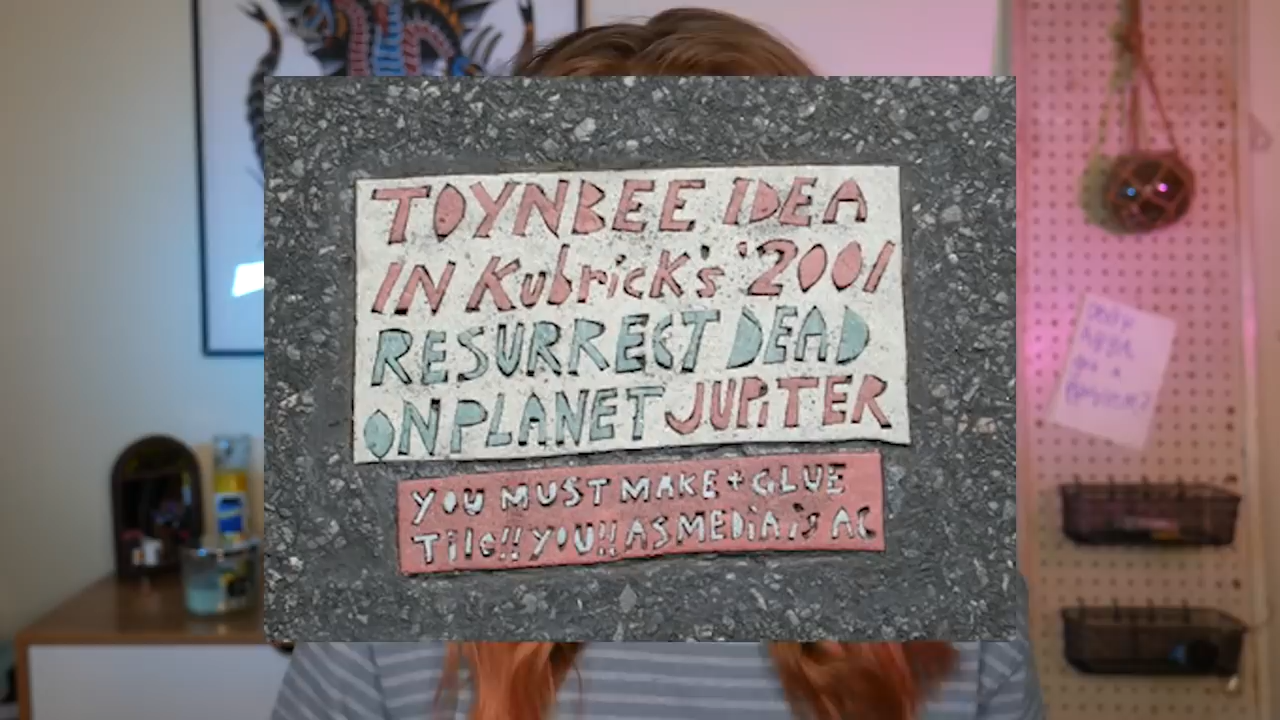 TOYNBEE IDEA
IN Kubrick's '2001
RESURRECT DEAD
ON PLANET JUPiTER
YOU MUST MAKE + GLUE
Tile!! YOU!! AS MEDiA is AC